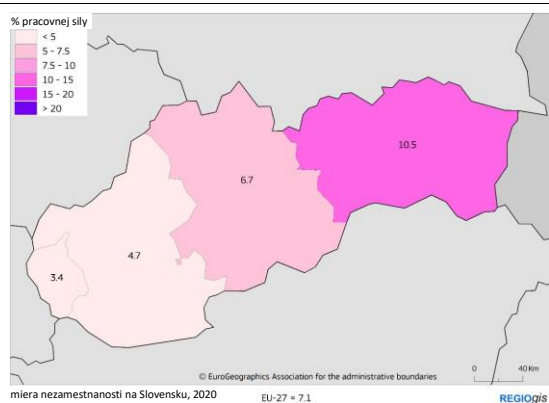 % pracovnej sily
< 5
5 - 7.5
7.5 - 10
10 - 15
15 - 20
> 20
10.5
6.7
4.7
3.4
© EuroGeographics Association for the administrative boundaries
0 40 Km
miera nezamestnanosti na Slovensku, 2020
EU-27 = 7.1
REGIOgis